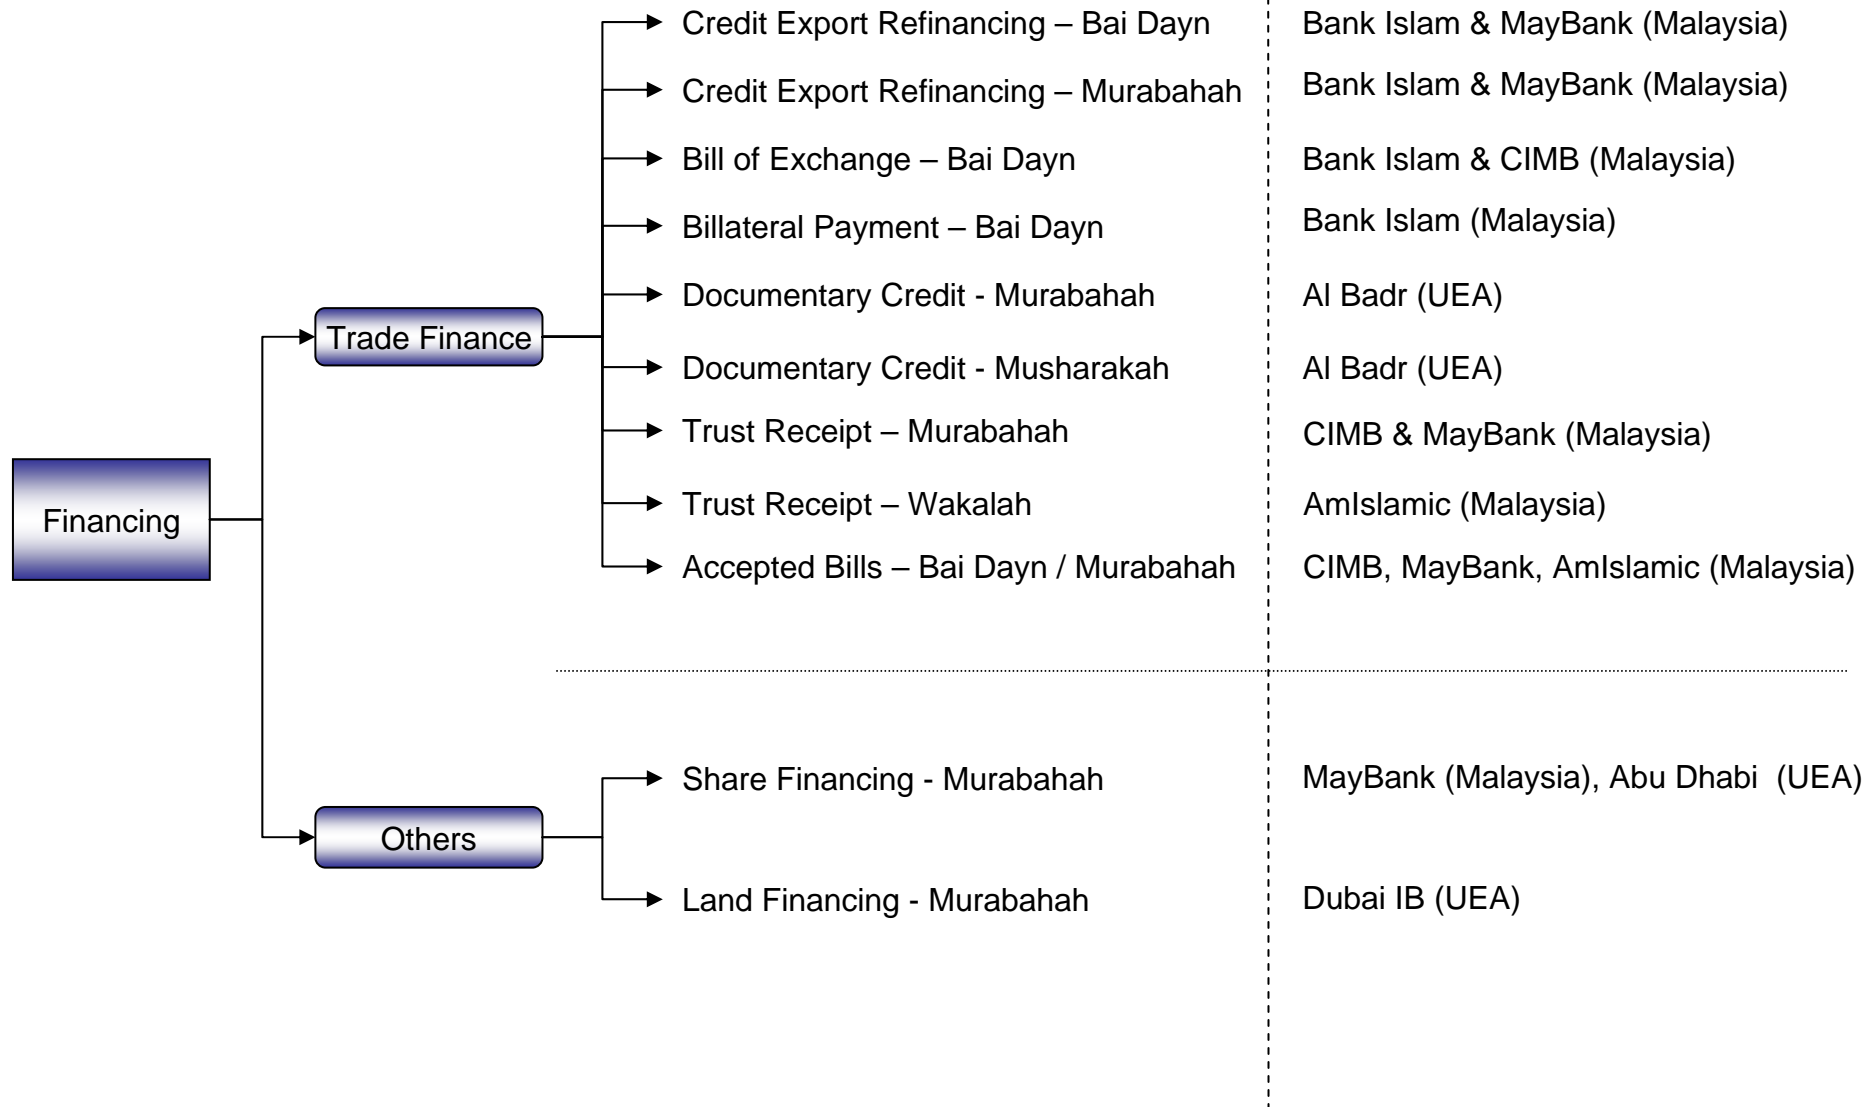 Credit Export Refinancing – Bai Dayn Bank Islam & MayBank (Malaysia)
Credit Export Refinancing – Murabahah Bank Islam & MayBank (Malaysia)
Bill of Exchange – Bai Dayn Bank Islam & CIMB (Malaysia)
Billateral Payment – Bai Dayn Bank Islam (Malaysia)
Documentary Credit - Murabahah Al Badr (UEA)
Trade Finance
Documentary Credit - Musharakah Al Badr (UEA)
Trust Receipt – Murabahah CIMB & MayBank (Malaysia)
Trust Receipt – Wakalah AmIslamic (Malaysia)
Financing
Accepted Bills – Bai Dayn / Murabahah CIMB, MayBank, AmIslamic (Malaysia)
Share Financing - Murabahah MayBank (Malaysia), Abu Dhabi (UEA)
Others
Land Financing - Murabahah Dubai IB (UEA)